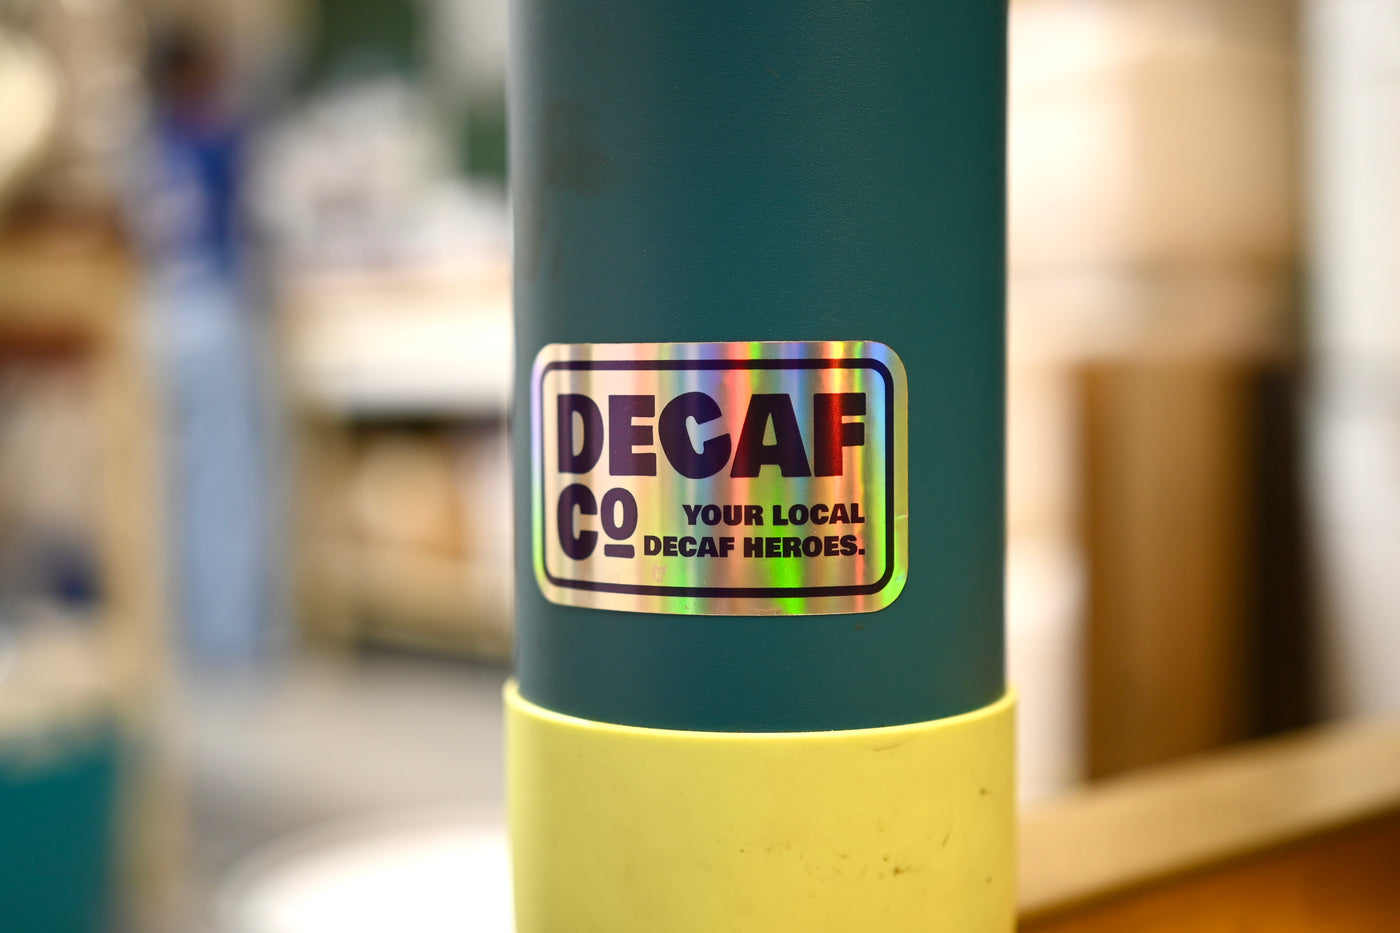 DECAF
Co
YOUR LOCAL
DECAF HEROES.